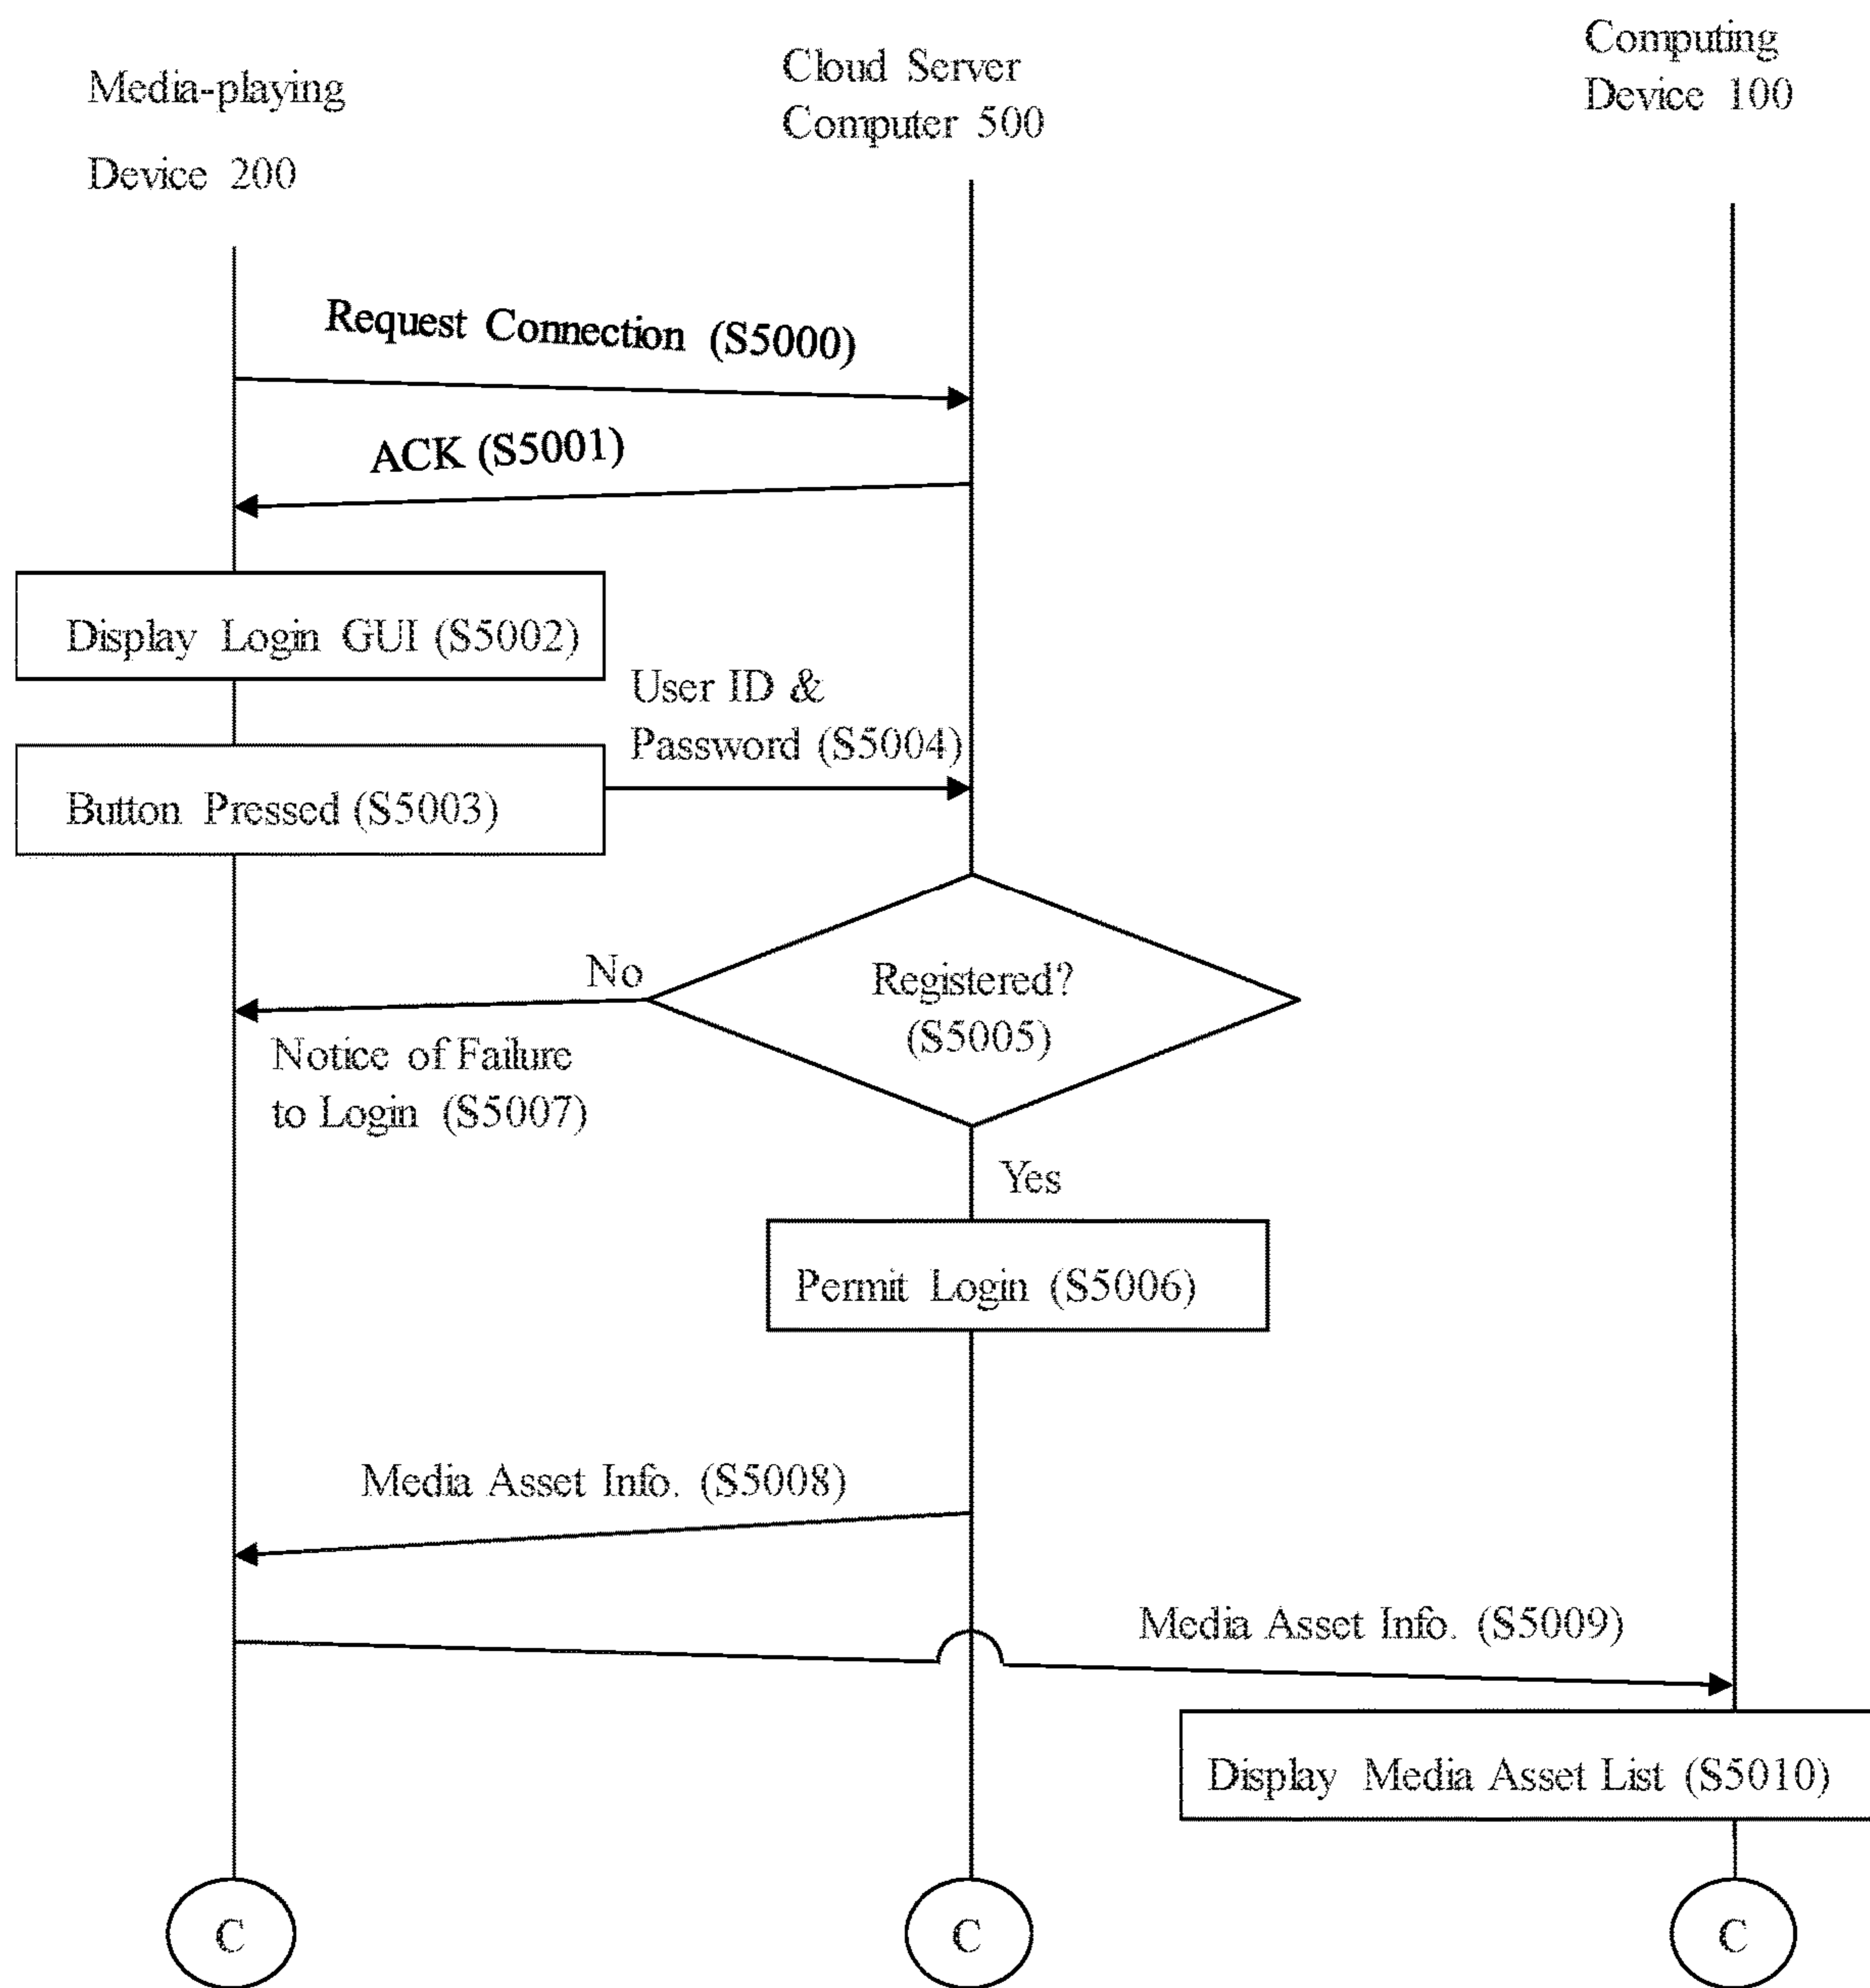 Media-playing
Device 200
Cloud Server
Computer 500
Computing
Device 100
Request Connection (S5000)
ACK (S5001)
Display Login GUI (S5002)
User ID &
Password (S5004)
Button Pressed (S5003)
No
Registered?
(S5005)
Notice of Failure
to Login (S5007)
Yes
Permit Login (S5006)
Media Asset Info. (S5008)
Media Asset Info. (S5009)
Display Media Asset List (S5010)
C
C
C